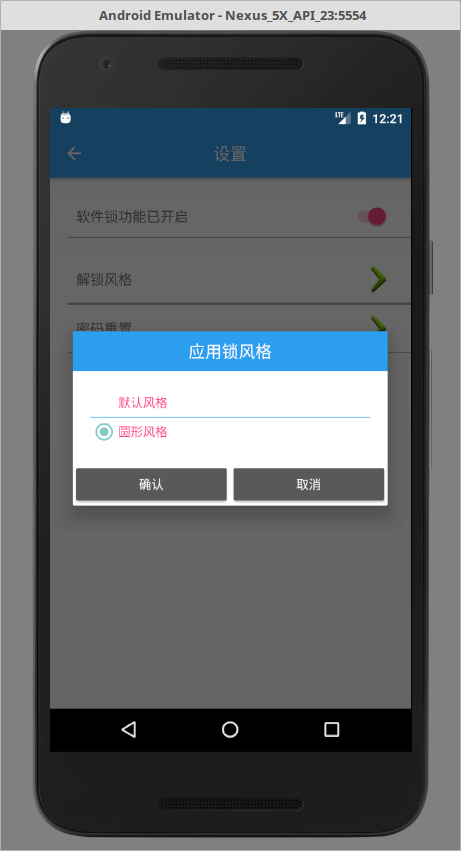 Android Emulator - Nexus_5X_API_23:5554
LTE 12:21
设置
软件锁功能已开启
解锁风格
密码重置
应用锁风格
默认风格
圆形风格
确认 取消